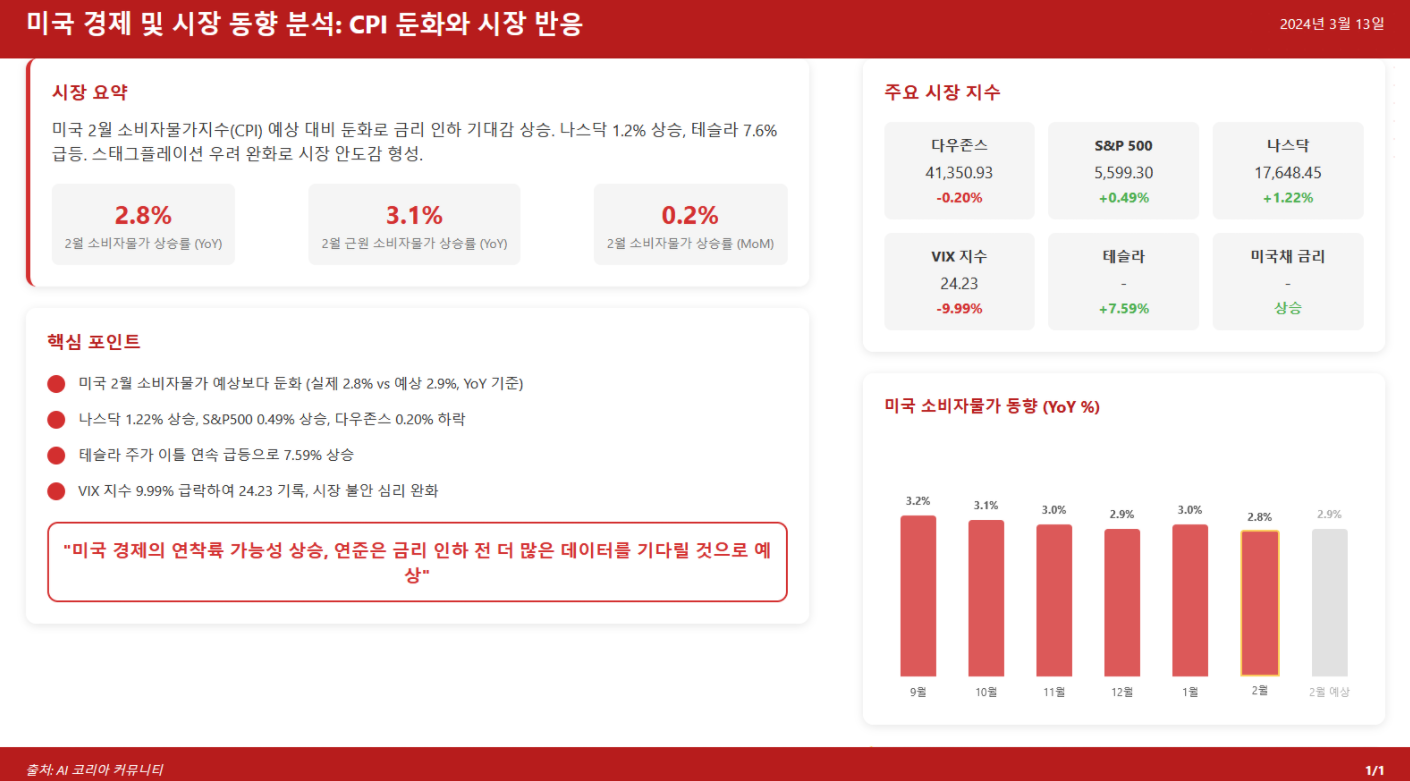 미국 경제 및 시장 동향 분석: CPI 둔화와 시장 반응
2024년 3월 13일
시장 요약
미국 2월 소비자물가지수(CPI) 예상 대비 둔화로 금리 인하 기대감 상승. 나스닥 1.2% 상승, 테슬라 7.6%
급등. 스태그플레이션 우려 완화로 시장 안도감 형성.
2.8%
2월 소비자물가 상승률 (YoY)
3.1%
2월 근원 소비자물가 상승률 (YoY)
0.2%
2월 소비자물가 상승률 (MoM)
핵심 포인트
미국 2월 소비자물가 예상보다 둔화 (실제 2.8% vs 예상 2.9%, YoY 기준)
나스닥 1.22% 상승, S&P500 0.49% 상승, 다우존스 0.20% 하락
테슬라 주가 이틀 연속 급등으로 7.59% 상승
VIX 지수 9.99% 급락하여 24.23 기록, 시장 불안 심리 완화
"미국 경제의 연착륙 가능성 상승, 연준은 금리 인하 전 더 많은 데이터를 기다릴 것으로 예
상"
주요 시장 지수
다우존스
41,350.93
-0.20%
S&P 500
5,599.30
+0.49%
나스닥
17,648.45
+1.22%
VIX 지수
24.23
-9.99%
테슬라
-
+7.59%
미국채 금리
-
상승
미국 소비자물가 동향 (YoY %)
3.2%
3.1%
3.0%
2.9%
3.0%
2.8%
2.9%
9월
10월
11월
12월
1월
2월
2월 예상
출처: AI 코리아 커뮤니티
1/1